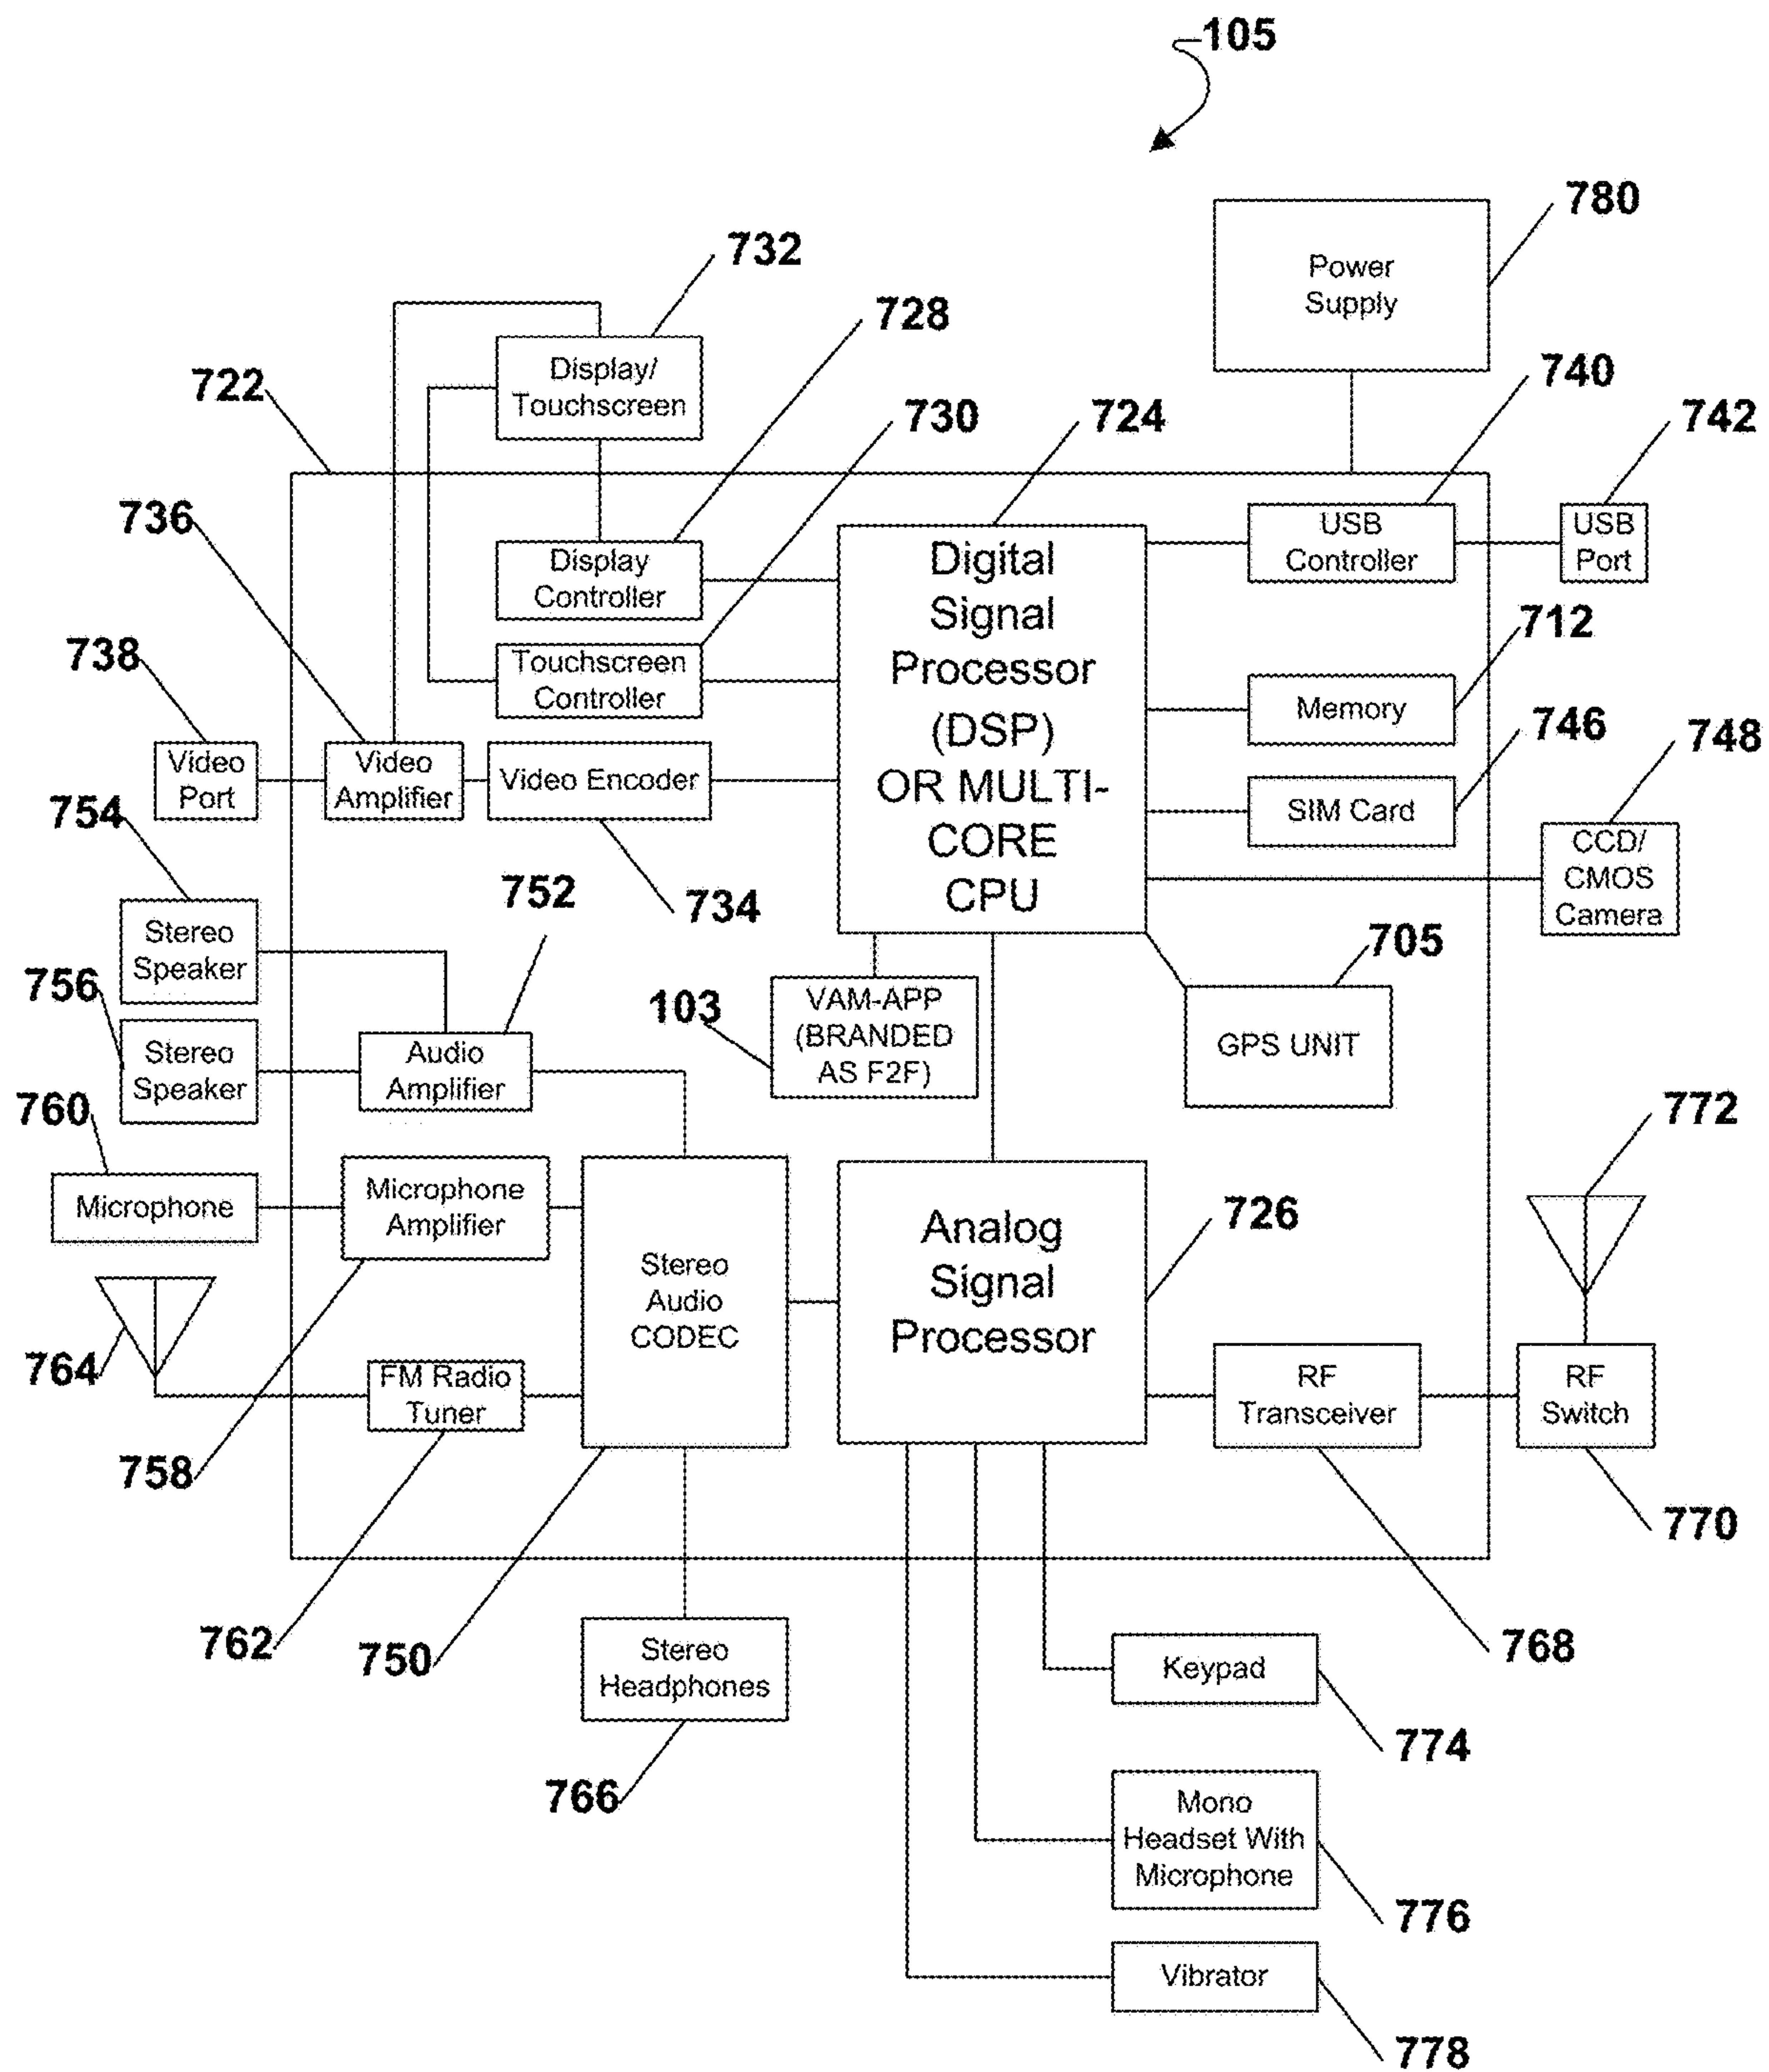 105
780
Power
Supply
732
728
Display/
Touchscreen
722
740
730
724
742
736
USB
Controller
USB
Port
Display
Controller
Digital
Signal
Processor
(DSP)
OR MULTI-
CORE
CPU
712
738
Touchscreen
Controller
Memory
746
748
Video
Port
Video
Amplifier
Video Encoder
SIM Card
754
CCD/
CMOS
Camera
752
734
Stereo
Speaker
705
756
103
VAM-APP
(BRANDED
AS F2F)
GPS UNIT
Stereo
Speaker
Audio
Amplifier
760
772
Microphone
Microphone
Amplifier
Stereo
Audio
CODEC
Analog
Signal
Processor
726
764
FM Radio
Tuner
RF
Transceiver
RF
Switch
758
770
762
750
Stereo
Headphones
768
Keypad
774
766
Mono
Headset With
Microphone
776
Vibrator
778